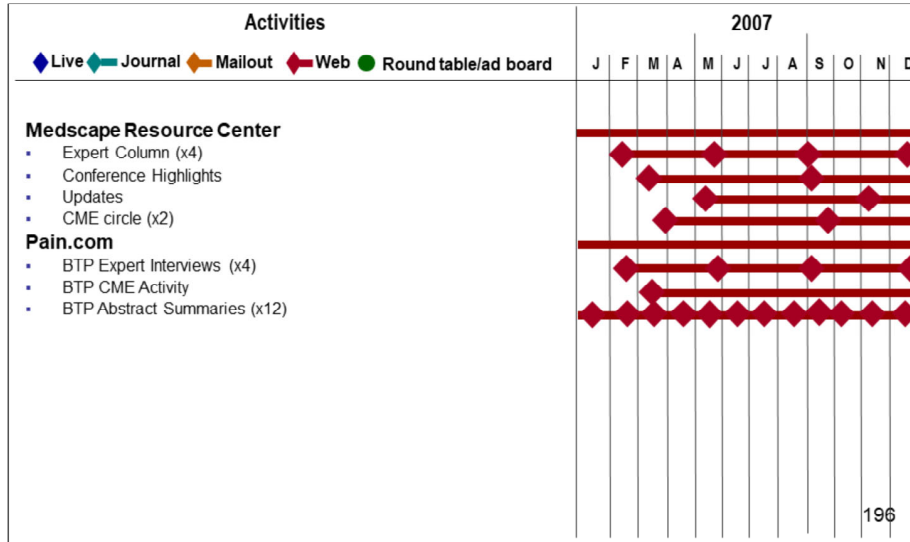 Activities
2007
Live Journal Mailout Web Round table/ad board
J F M A M J J A S O N D
Medscape Resource Center
Expert Column (x4)
Conference Highlights
Updates
CME circle (x2)
Pain.com
BTP Expert Interviews (x4)
BTP CME Activity
BTP Abstract Summaries (x12)
196